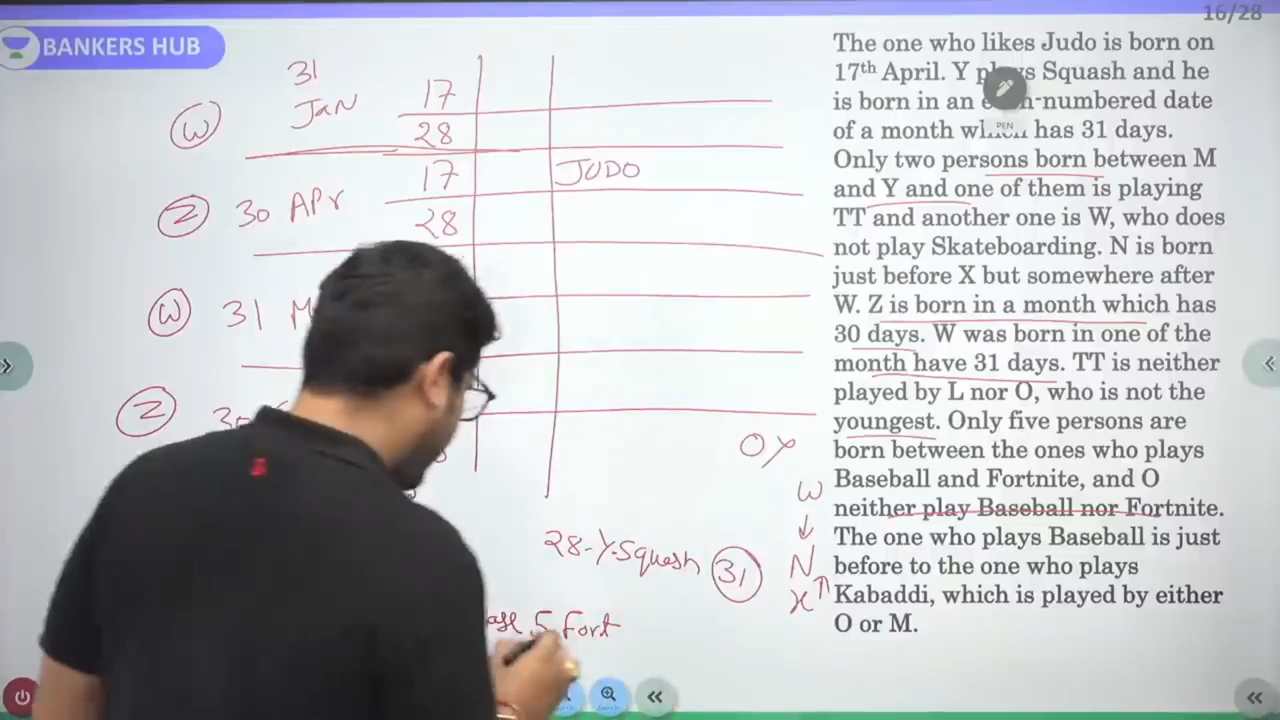 16/28
BANKERS HUB
31
W Jan 17
28
17 JUDO
Z 30 APr
28
W 31 M
Z
OY
W
28-Y-Squash 31 N
X
5 Fort
PEN
The one who likes Judo is born on
17th April. Y plays Squash and he
is born in an numbered date
of a month has 31 days.
Only two persons born between M
and Y and one of them is playing
TT and another one is W, who does
not play Skateboarding. N is born
just before X but somewhere after
W. Z is born in a month which has
30 days. W was born in one of the
month have 31 days. TT is neither
played by L nor O, who is not the
youngest. Only five persons are
born between the ones who plays
Baseball and Fortnite, and O
neither play Baseball nor Fortnite.
The one who plays Baseball is just
before to the one who plays
Kabaddi, which is played by either
O or M.